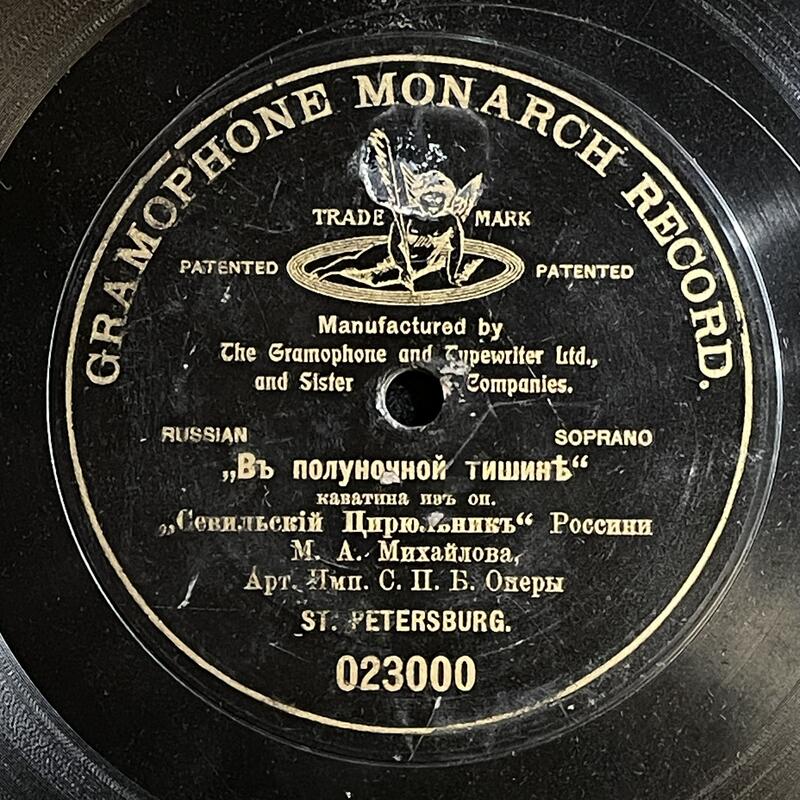 GRAMOPHONE MONARCH RECORD.
TRADE MARK
PATENTED PATENTED
Manufactured by
The Gramophone and Typewriter Ltd.,
and Sister Companies.
RUSSIAN SOPRANO
„Въ полуночной тишинѣ“
каватина изъ оп.
„Севильскій Цирюльникъ“ Россини
М. А. Михайлова,
Арт. Имп. С. П. Б. Оперы
ST. PETERSBURG.
023000